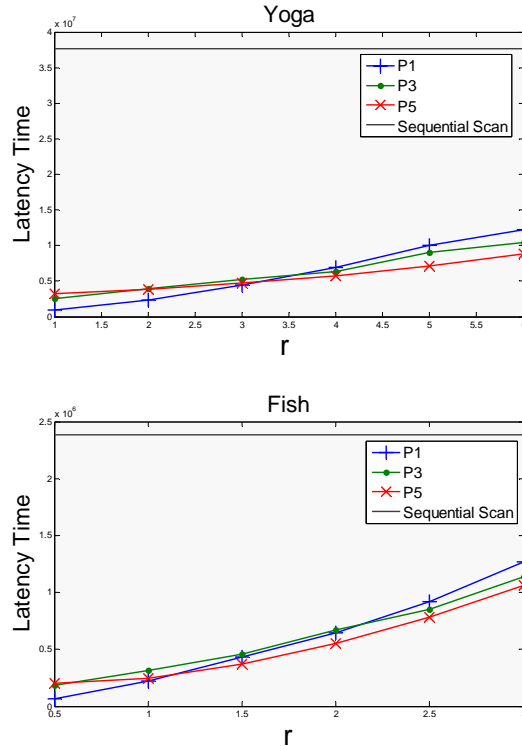 Yoga
x 10^7
4
3.5
3
2.5
2
1.5
1
0.5
0
Latency Time
P1
P3
P5
Sequential Scan
1 1.5 2 2.5 3 3.5 4 4.5 5 5.5
r
Fish
x 10^6
2.5
2
1.5
1
0.5
0
Latency Time
P1
P3
P5
Sequential Scan
0.5 1 1.5 2 2.5
r